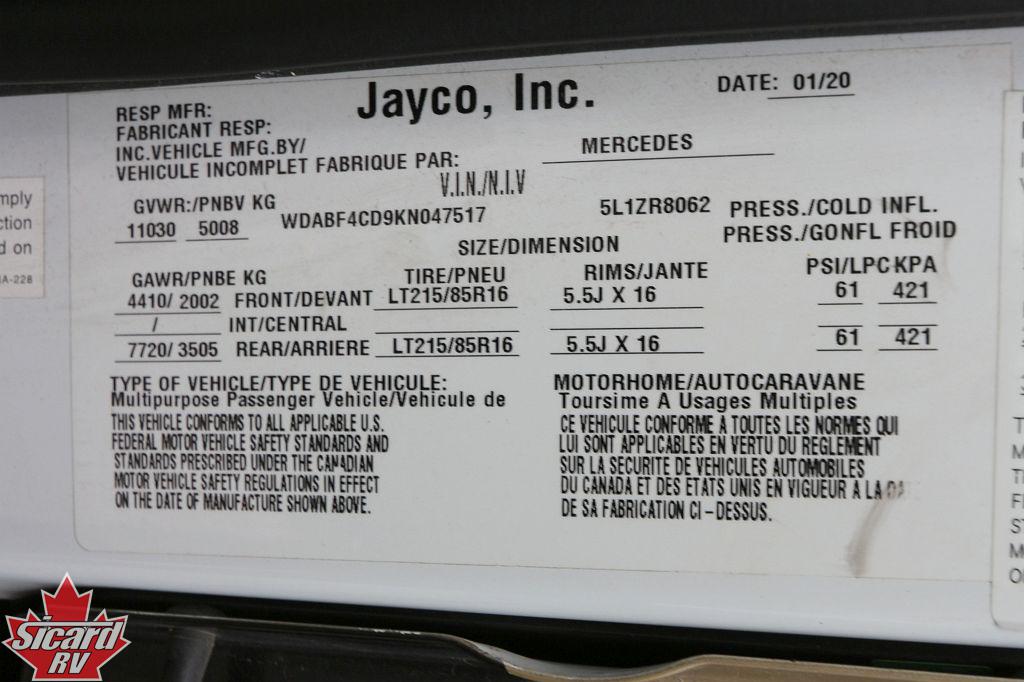 Jayco, Inc.
DATE: 01/20
RESP MFR:
FABRICANT RESP:
INC.VEHICLE MFG.BY/
VEHICULE INCOMPLET FABRIQUE PAR:
MERCEDES
V.I.N./N.I.V
GVWR:/PNBV KG
11030 5008 WDABF4CD9KN047517 5L1ZR8062
PRESS./COLD INFL.
PRESS./GONFL FROID
SIZE/DIMENSION
GAWR/PNBE KG TIRE/PNEU RIMS/JANTE PSI/LPC KPA
4410/ 2002 FRONT/DEVANT LT215/85R16 5.5J X 16 61 421
/ INT/CENTRAL
7720/ 3505 REAR/ARRIERE LT215/85R16 5.5J X 16 61 421
TYPE OF VEHICLE/TYPE DE VEHICULE: MOTORHOME/AUTOCARAVANE
Multipurpose Passenger Vehicle/Vehicule de Toursime A Usages Multiples
THIS VEHICLE CONFORMS TO ALL APPLICABLE U.S.
FEDERAL MOTOR VEHICLE SAFETY STANDARDS AND
STANDARDS PRESCRIBED UNDER THE CANADIAN
MOTOR VEHICLE SAFETY REGULATIONS IN EFFECT
ON THE DATE OF MANUFACTURE SHOWN ABOVE.
CE VEHICULE CONFORME A TOUTES LES NORMES QUI
LUI SONT APPLICABLES EN VERTU DU REGLEMENT
SUR LA SECURITE DE VEHICULES AUTOMOBILES
DU CANADA ET DES ETATS UNIS EN VIGUEUR A LA
DE SA FABRICATION CI-DESSUS.
mply
ction
d on
IA-228
Sicard
RV